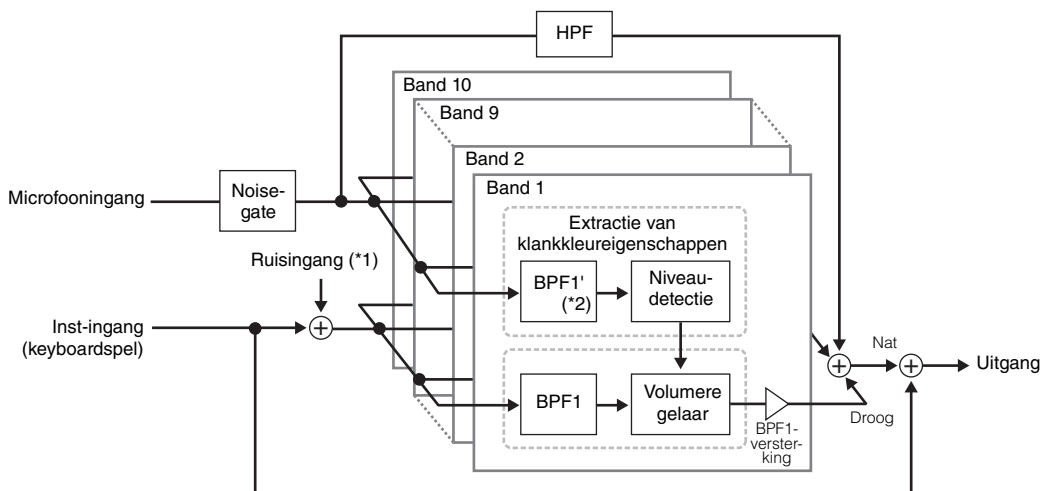 HPF
Band 10
Band 9
Band 2
Band 1
Microfooningang
Noise-
gate
Extractie van
klankkleureigenschappen
Ruisingang (*1)
BPF1'
(*2)
Niveau-
detectie
Inst-ingang
(keyboardspel)
Nat
Uitgang
BPF1
Volumere
gelaar
Droog
BPF1-
verster-
king